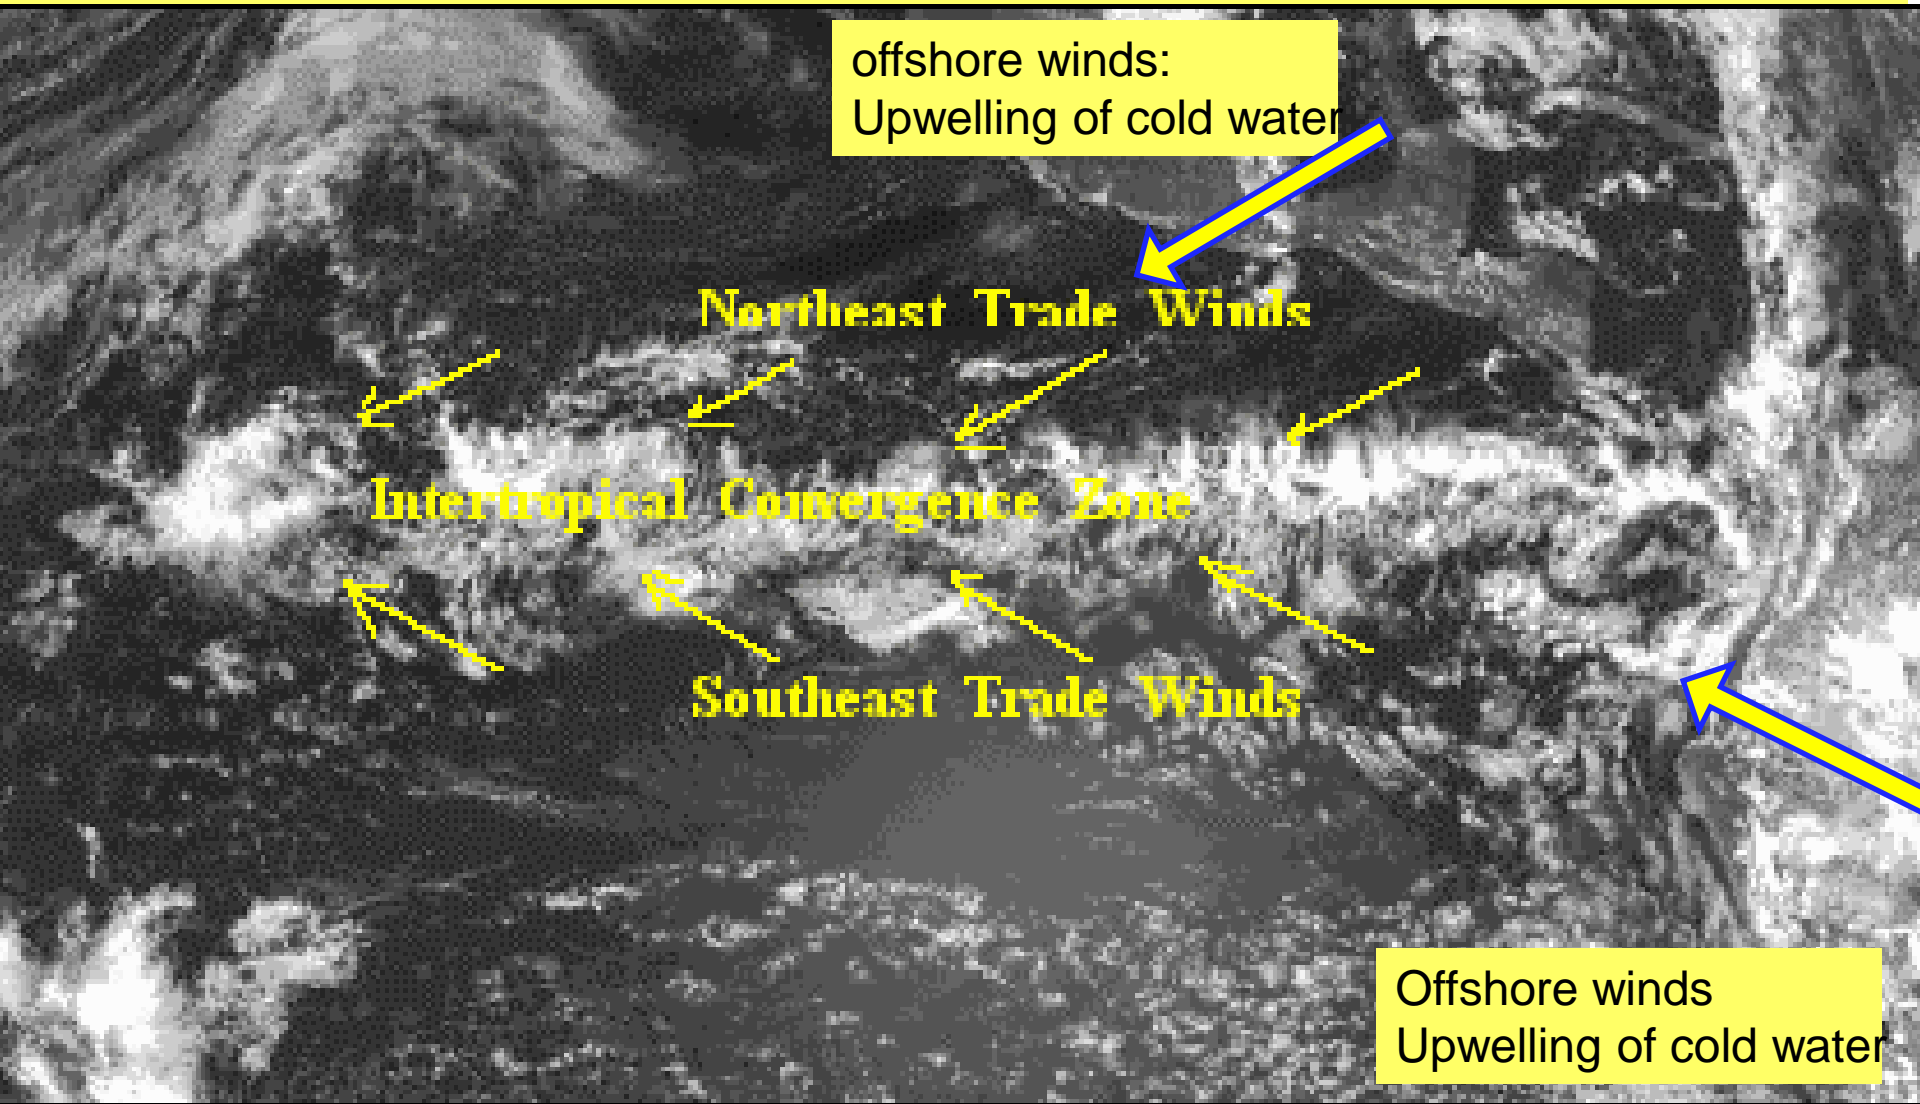 offshore winds:
Upwelling of cold water
Northeast Trade Winds
Intertropical Convergence Zone
Southeast Trade Winds
Offshore winds
Upwelling of cold water